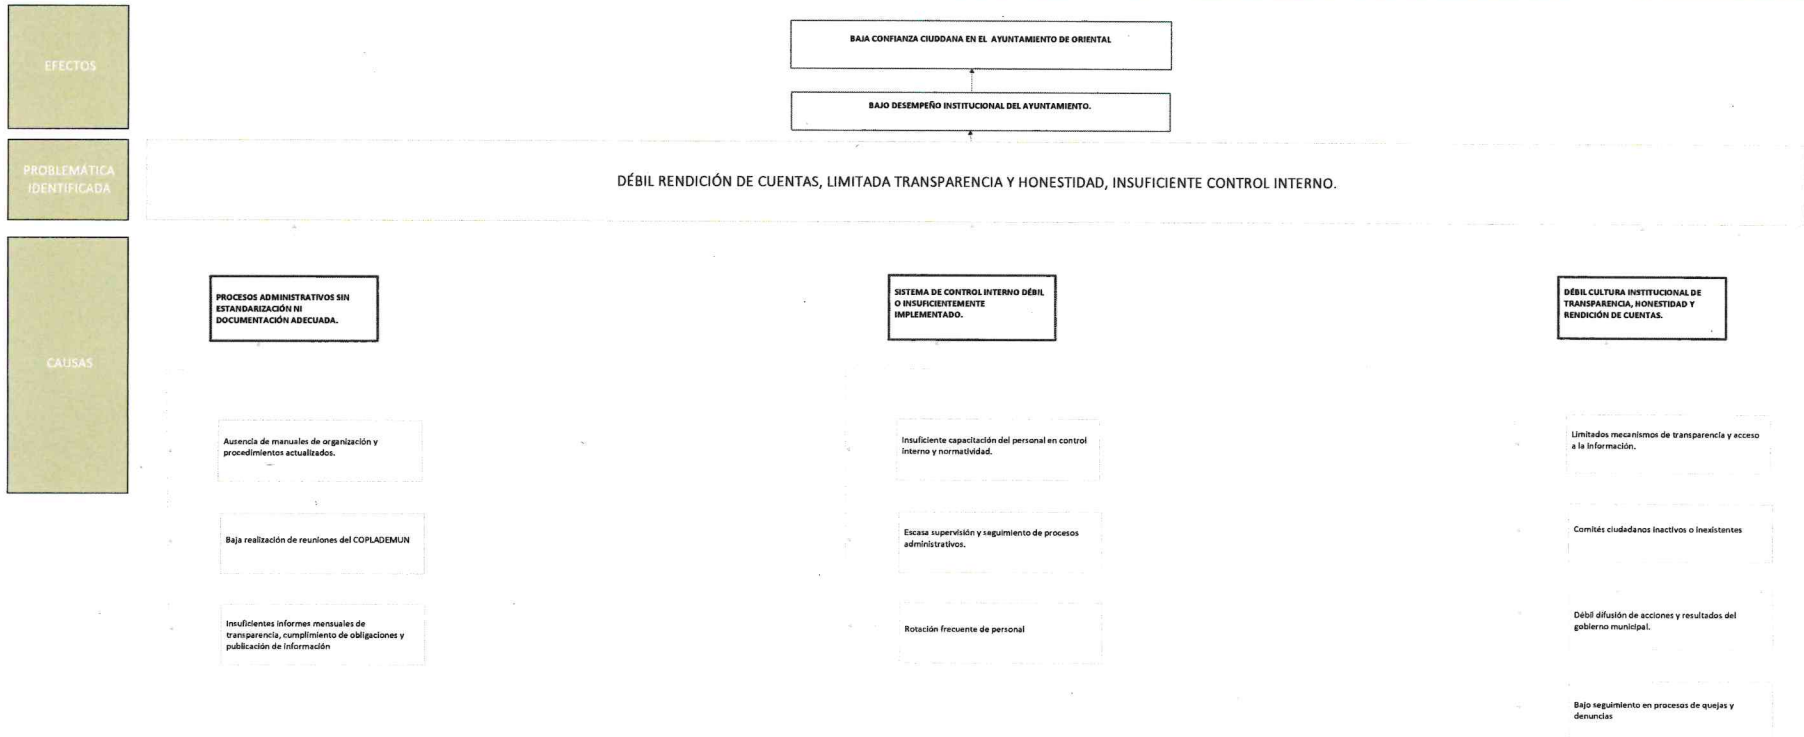 EFECTOS
BAJA CONFIANZA CIUDDANA EN EL AYUNTAMIENTO DE ORIENTAL
BAJO DESEMPEÑO INSTITUCIONAL DEL AYUNTAMIENTO.
PROBLEMÁTICA
IDENTIFICADA
DÉBIL RENDICIÓN DE CUENTAS, LIMITADA TRANSPARENCIA Y HONESTIDAD, INSUFICIENTE CONTROL INTERNO.
CAUSAS
PROCESOS ADMINISTRATIVOS SIN
ESTANDARIZACIÓN NI
DOCUMENTACIÓN ADECUADA.
Ausencia de manuales de organización y
procedimientos actualizados.
Baja realización de reuniones del COPLADEMUN
Insuficientes informes mensuales de
transparencia, cumplimiento de obligaciones y
publicación de información
SISTEMA DE CONTROL INTERNO DÉBIL
O INSUFICIENTEMENTE
IMPLEMENTADO.
Insuficiente capacitación del personal en control
interno y normatividad.
Escasa supervisión y seguimiento de procesos
administrativos.
Rotación frecuente de personal
DÉBIL CULTURA INSTITUCIONAL DE
TRANSPARENCIA, HONESTIDAD Y
RENDICIÓN DE CUENTAS.
Limitados mecanismos de transparencia y acceso
a la información.
Comités ciudadanos inactivos o inexistentes
Débil difusión de acciones y resultados del
gobierno municipal.
Bajo seguimiento en procesos de quejas y
denuncias